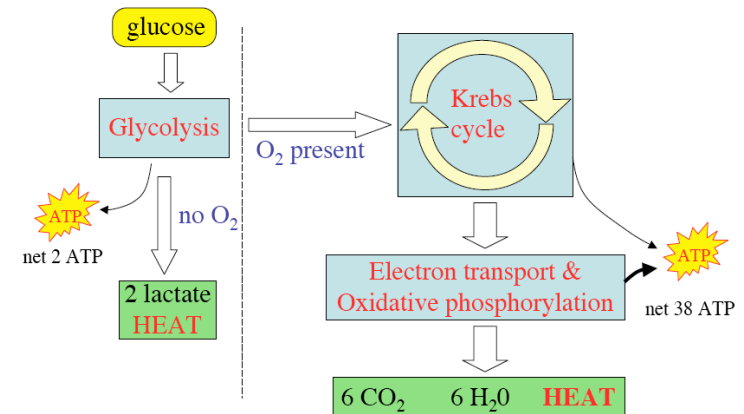 glucose
Glycolysis
ATP
net 2 ATP
no O₂
2 lactate
HEAT
O₂ present
Krebs
cycle
Electron transport &
Oxidative phosphorylation
ATP
net 38 ATP
6 CO₂ 6 H₂0 HEAT